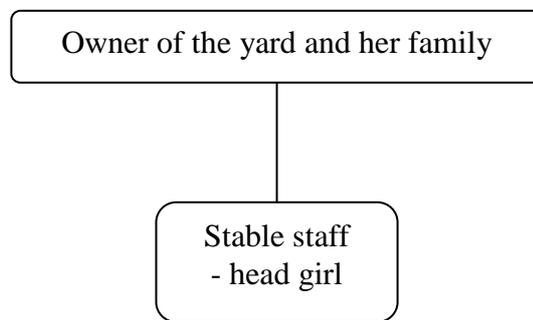 Owner of the yard and her family
Stable staff
- head girl